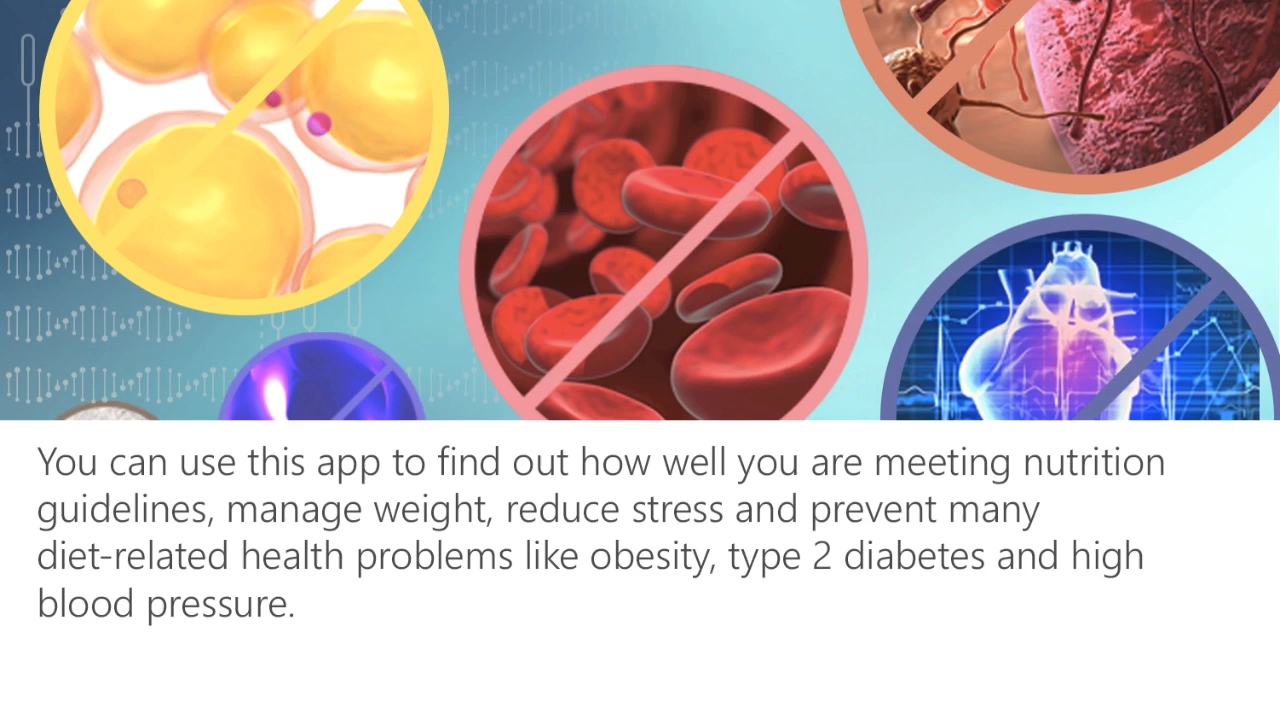 You can use this app to find out how well you are meeting nutrition
guidelines, manage weight, reduce stress and prevent many
diet-related health problems like obesity, type 2 diabetes and high
blood pressure.